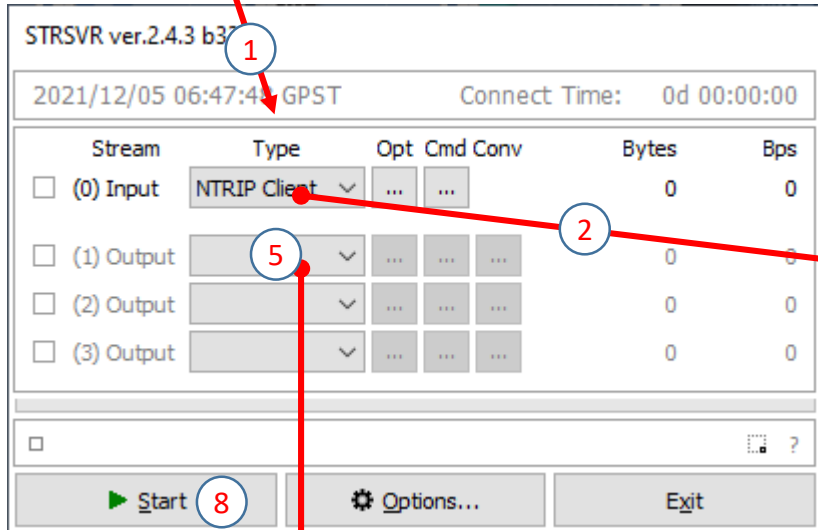 STRSVR ver.2.4.3
1
2021/12/05 06:47:48 GPST Connect Time: 0d 00:00:00
Stream Type Opt Cmd Conv Bytes Bps
(0) Input NTRIP Client ... ... 0 0
2
(1) Output 5 ... ... ... 0 0
(2) Output ... ... ... 0 0
(3) Output ... ... ... 0 0
?
Start 8 Options... Exit